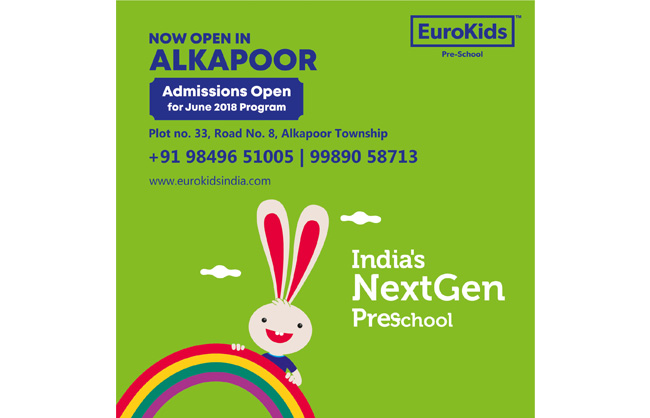 NOW OPEN IN
ALKAPOOR
EuroKids™
Pre-School
Admissions Open
for June 2018 Program
Plot no. 33, Road No. 8, Alkapoor Township
+91 98496 51005 | 99890 58713
www.eurokidsindia.com
India's
NextGen
Preschool